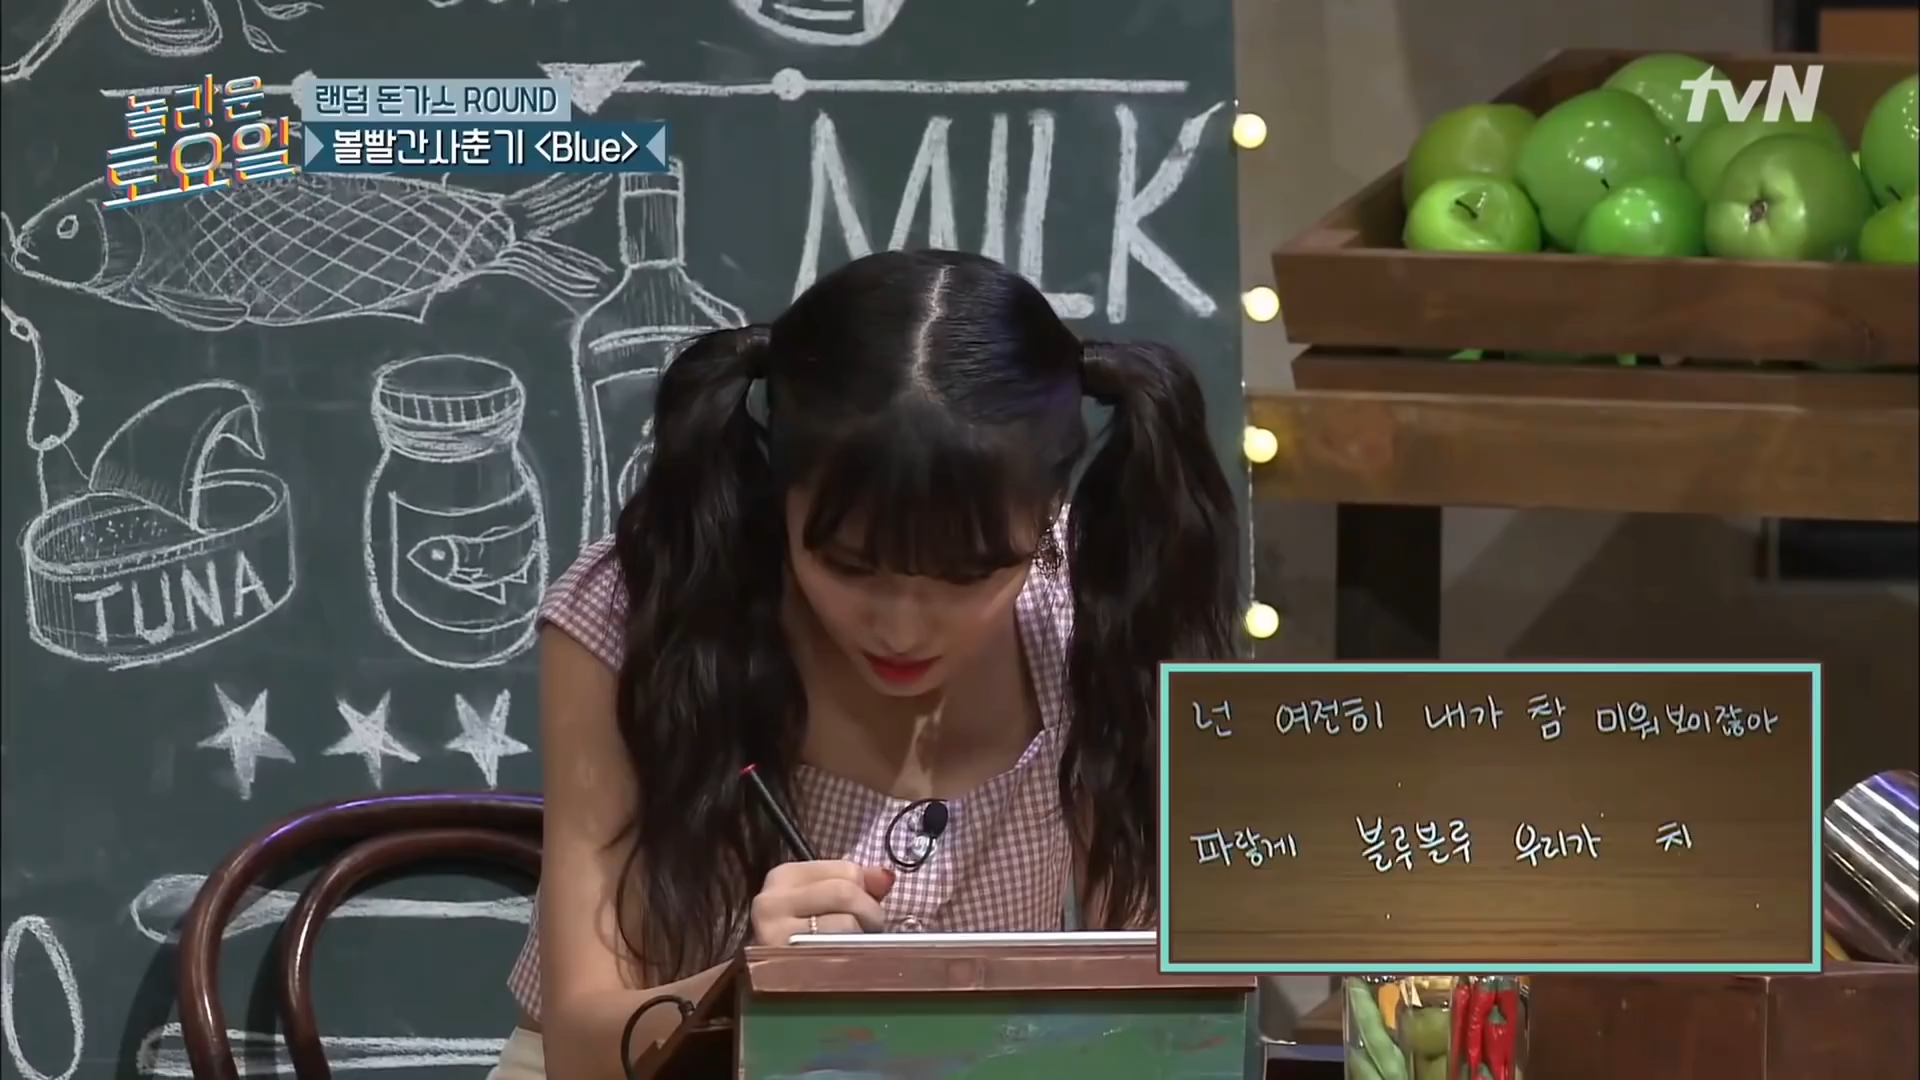 놀라운
토요일
랜덤 돈가스 ROUND
볼빨간사춘기 <Blue>
tvN
MILK
TUNA
넌 여전히 내가 참 미워 보이잖아
파랗게 블루블루 우리가 치